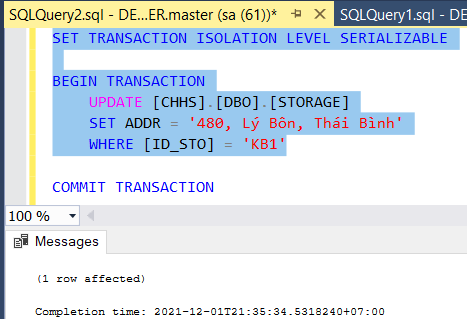 SQLQuery2.sql - DE...ER.master (sa (61))* SQLQuery1.sql - DE
SET TRANSACTION ISOLATION LEVEL SERIALIZABLE
BEGIN TRANSACTION
UPDATE [CHHS].[DBO].[STORAGE]
SET ADDR = '480, Lý Bôn, Thái Bình'
WHERE [ID_STO] = 'KB1'
COMMIT TRANSACTION
100 %
Messages
(1 row affected)
Completion time: 2021-12-01T21:35:34.5318240+07:00